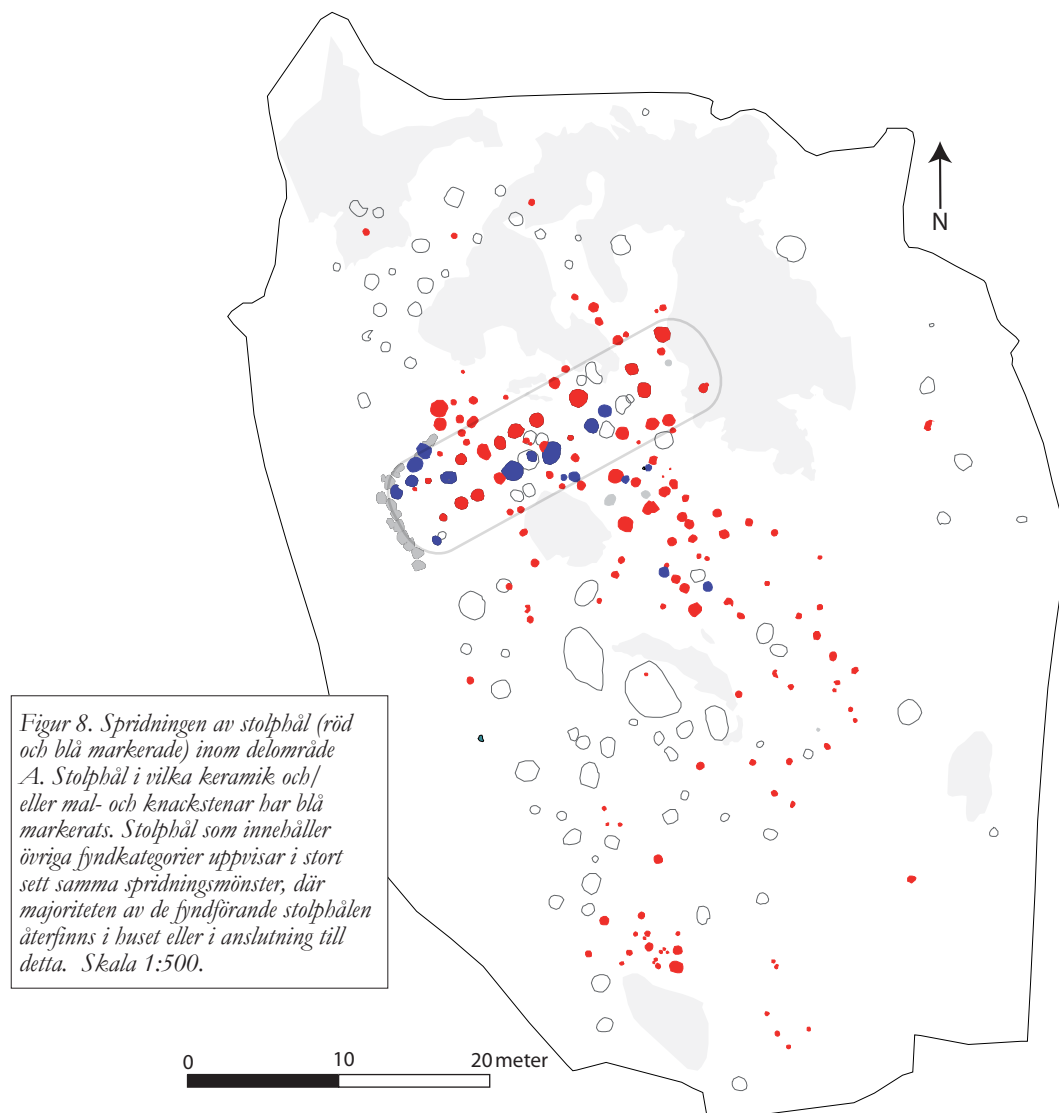 N
Figur 8. Spridningen av stolphål (röd
och blå markerade) inom delområde
A. Stolphål i vilka keramik och/
eller mal- och knackstenar har blå
markerats. Stolphål som innehåller
övriga fyndkategorier uppvisar i stort
sett samma spridningsmönster, där
majoriteten av de fyndförande stolphålen
återfinns i huset eller i anslutning till
detta. Skala 1:500.
0 10 20 meter